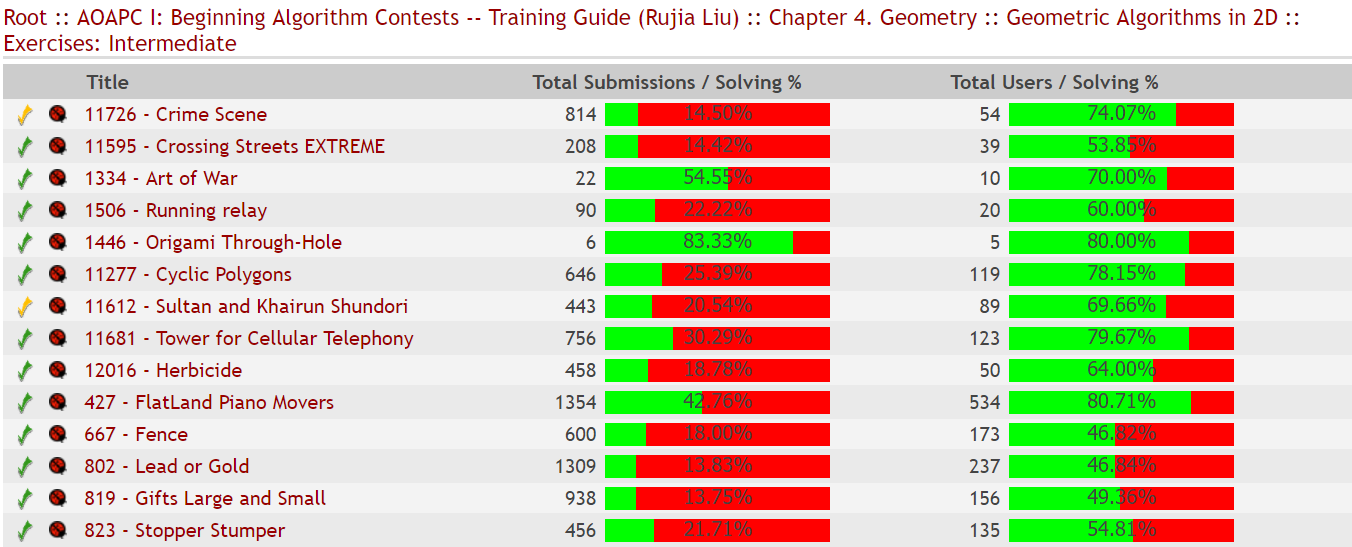 Root :: AOAPC I: Beginning Algorithm Contests -- Training Guide (Rujia Liu) :: Chapter 4. Geometry :: Geometric Algorithms in 2D ::
Exercises: Intermediate
Title Total Submissions / Solving % Total Users / Solving %
11726 - Crime Scene 814 14.50% 54 74.07%
11595 - Crossing Streets EXTREME 208 14.42% 39 53.85%
1334 - Art of War 22 54.55% 10 70.00%
1506 - Running relay 90 22.22% 20 60.00%
1446 - Origami Through-Hole 6 83.33% 5 80.00%
11277 - Cyclic Polygons 646 25.39% 119 78.15%
11612 - Sultan and Khairun Shundori 443 20.54% 89 69.66%
11681 - Tower for Cellular Telephony 756 30.29% 123 79.67%
12016 - Herbicide 458 18.78% 50 64.00%
427 - FlatLand Piano Movers 1354 42.76% 534 80.71%
667 - Fence 600 18.00% 173 46.82%
802 - Lead or Gold 1309 13.83% 237 46.84%
819 - Gifts Large and Small 938 13.75% 156 49.36%
823 - Stopper Stumper 456 21.71% 135 54.81%